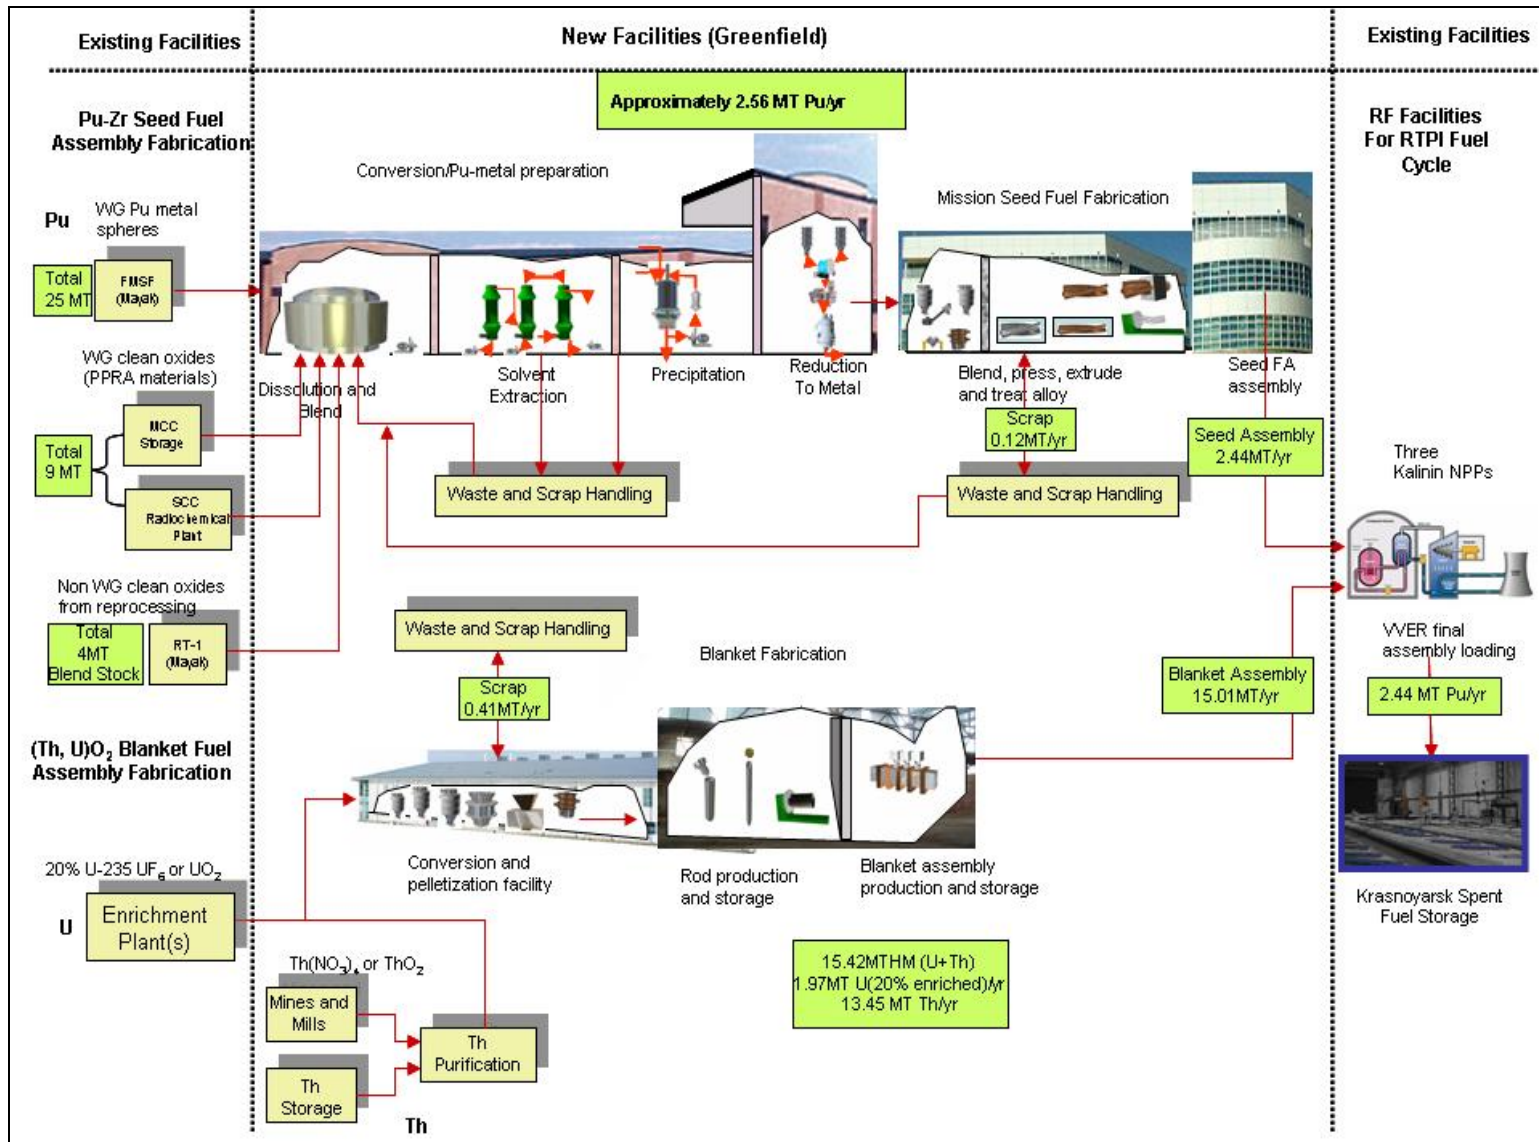 Existing Facilities
New Facilities (Greenfield)
Existing Facilities
Approximately 2.56 MT Pu/yr
Pu-Zr Seed Fuel
Assembly Fabrication
RF Facilities
For RTPI Fuel
Cycle
Conversion/Pu-metal preparation
Mission Seed Fuel Fabrication
Pu
WG Pu metal
spheres
Total
25 MT
FMSF
(Mayak)
WG clean oxides
(PPRA materials)
Dissolution and
Blend
Solvent
Extraction
Precipitation
Reduction
To Metal
Blend, press, extrude
and treat alloy
Seed FA
assembly
Total
9 MT
MCC
Storage
SCC
Radiochemical
Plant
Scrap
0.12MT/yr
Seed Assembly
2.44MT/yr
Waste and Scrap Handling
Waste and Scrap Handling
Three
Kalinin NPPs
Non WG clean oxides
from reprocessing
Total
4MT
Blend Stock
RT-1
(Mayak)
Waste and Scrap Handling
Scrap
0.41MT/yr
Blanket Fabrication
Blanket Assembly
15.01MT/yr
VVER final
assembly loading
2.44 MT Pu/yr
(Th, U)O₂ Blanket Fuel
Assembly Fabrication
Conversion and
pelletization facility
Rod production
and storage
Blanket assembly
production and storage
Krasnoyarsk Spent
Fuel Storage
20% U-235 UF₆ or UO₂
U
Enrichment
Plant(s)
Th(NO₃)₄ or ThO₂
Mines and
Mills
Th
Storage
Th
Purification
Th
15.42MTHM (U+Th)
1.97MT U(20% enriched)/yr
13.45 MT Th/yr